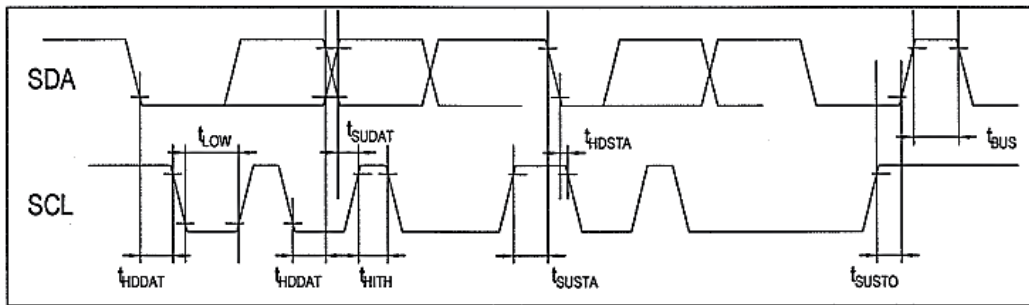 SDA
tLOW
tSUDAT
tHDSTA
tBUS
SCL
tHDDAT
tHDDAT
tHITH
tSUSTA
tSUSTO